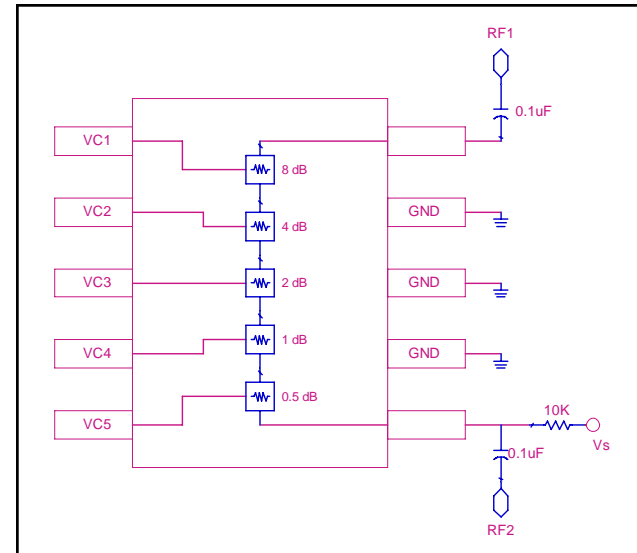 RF1
0.1uF
VC1
8 dB
VC2
4 dB
GND
VC3
2 dB
GND
VC4
1 dB
GND
VC5
0.5 dB
10K
Vs
0.1uF
RF2